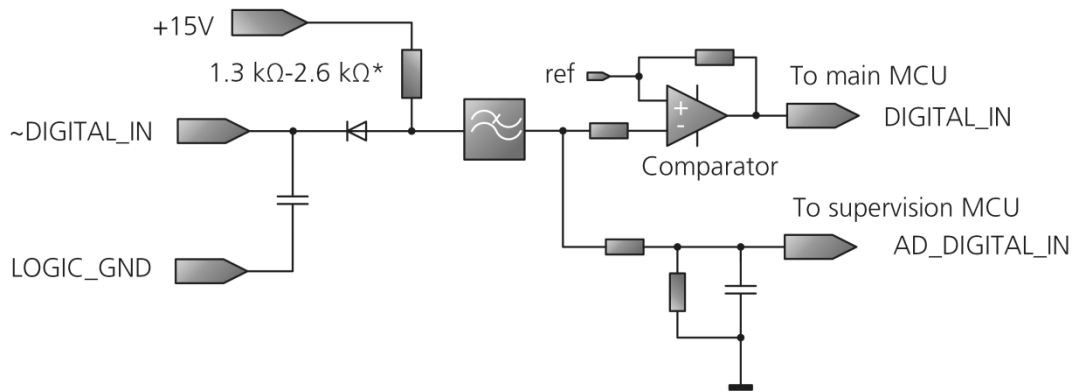 +15V
1.3 kΩ-2.6 kΩ*
ref
To main MCU
~DIGITAL_IN
+
-
DIGITAL_IN
Comparator
To supervision MCU
LOGIC_GND
AD_DIGITAL_IN